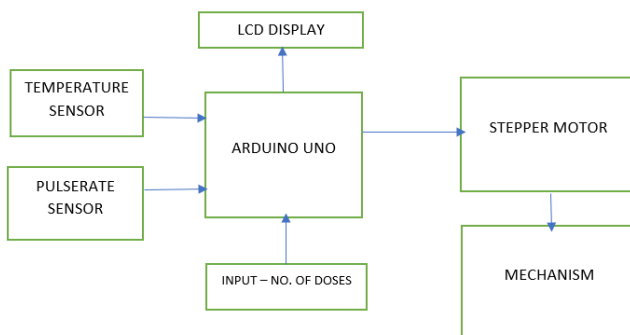 LCD DISPLAY
TEMPERATURE
SENSOR
ARDUINO UNO
STEPPER MOTOR
PULSERATE
SENSOR
INPUT – NO. OF DOSES
MECHANISM